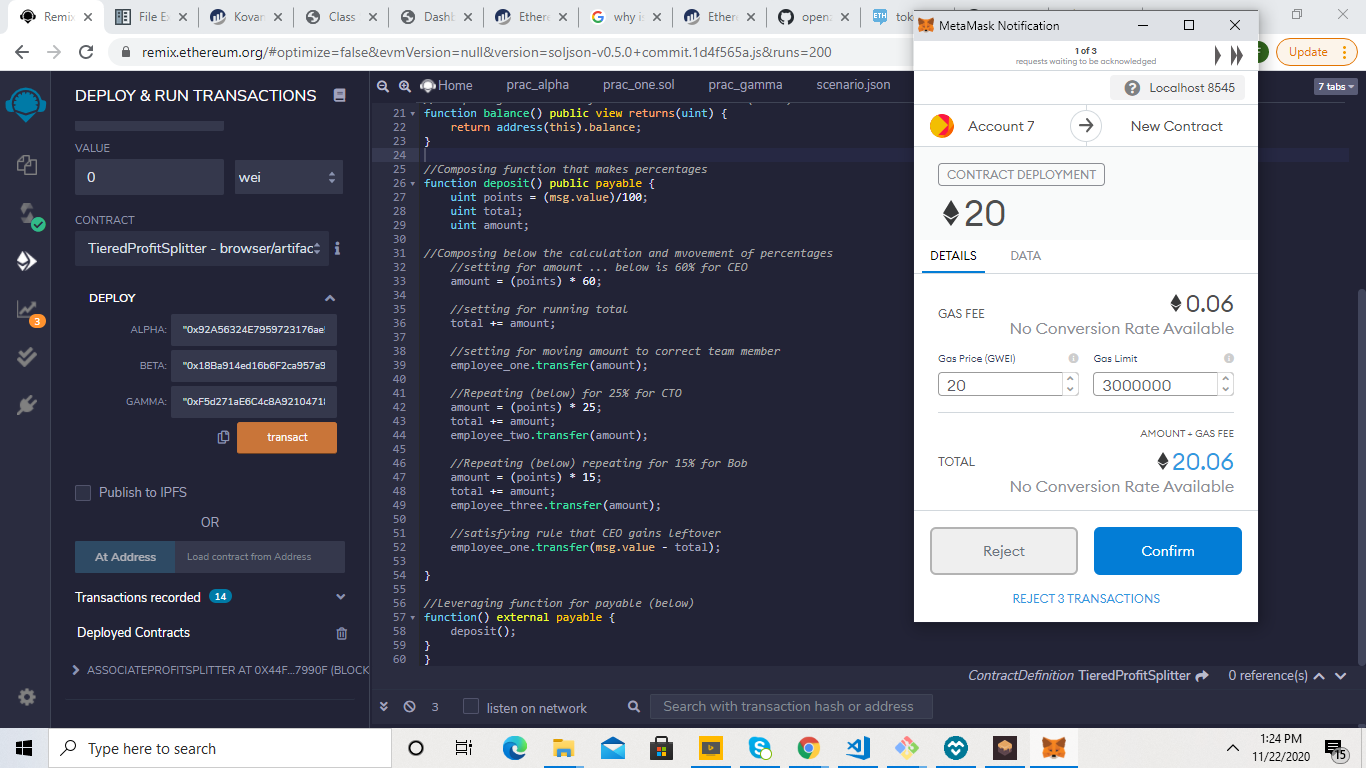 Remix
File E
Kovar
Class
Dashb
Ethere
why is
Ethere
open:
ETH tok
remix.ethereum.org/#optimize=false&evmVersion=null&version=soljson-v0.5.0+commit.1d4f565a.js&runs=200
Update
DEPLOY & RUN TRANSACTIONS
VALUE
0
wei
CONTRACT
TieredProfitSplitter - browser/artifac
DEPLOY
ALPHA: "0x92A56324E7959723176ae
BETA: "0x18Ba914ed16b6F2ca957a9
GAMMA: "0xF5d271aE6C4c8A9210471
transact
Publish to IPFS
OR
At Address
Load contract from Address
Transactions recorded 14
Deployed Contracts
ASSOCIATEPROFITSPLITTER AT 0X44F...7990F (BLOCK
3
Home
prac_alpha
prac_one.sol
prac_gamma
scenario.json
7 tabs
21 function balance() public view returns(uint) {
22 return address(this).balance;
23 }
24
25 //Composing function that makes percentages
26 function deposit() public payable {
27 uint points = (msg.value)/100;
28 uint total;
29 uint amount;
30
31 //Composing below the calculation and mvovement of percentages
32 //setting for amount ... below is 60% for CEO
33 amount = (points) * 60;
34
35 //setting for running total
36 total += amount;
37
38 //setting for moving amount to correct team member
39 employee_one.transfer(amount);
40
41 //Repeating (below) for 25% for CTO
42 amount = (points) * 25;
43 total += amount;
44 employee_two.transfer(amount);
45
46 //Repeating (below) repeating for 15% for Bob
47 amount = (points) * 15;
48 total += amount;
49 employee_three.transfer(amount);
50
51 //satisfying rule that CEO gains leftover
52 employee_one.transfer(msg.value - total);
53
54 }
55
56 //Leveraging function for payable (below)
57 function() external payable {
58 deposit();
59 }
60 }
ContractDefinition TieredProfitSplitter
0 reference(s)
3
listen on network
Search with transaction hash or address
MetaMask Notification
1 of 3
requests waiting to be acknowledged
Localhost 8545
Account 7
New Contract
CONTRACT DEPLOYMENT
20
DETAILS
DATA
GAS FEE
0.06
No Conversion Rate Available
Gas Price (GWEI)
Gas Limit
20
3000000
AMOUNT + GAS FEE
TOTAL
20.06
No Conversion Rate Available
Reject
Confirm
REJECT 3 TRANSACTIONS
Type here to search
1:24 PM
11/22/2020
15